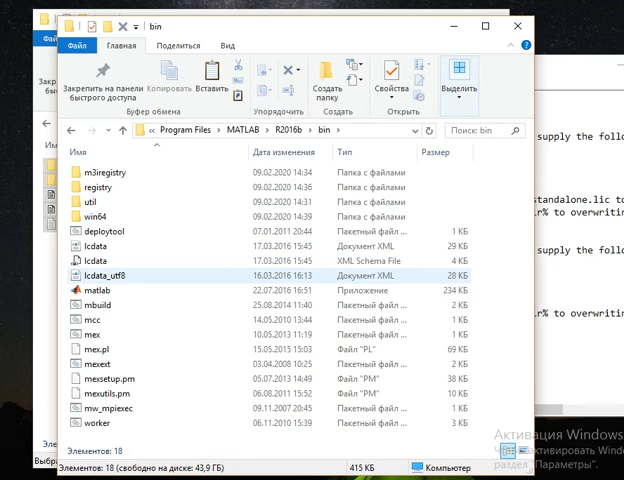 bin
Файл
Главная
Поделиться
Вид
Закрепить на панели быстрого доступа
Копировать
Вставить
Буфер обмена
Упорядочить
Создать папку
Создать
Свойства
Открыть
Выделить
« Program Files › MATLAB › R2016b › bin ›
Поиск: bin
Имя Дата изменения Тип Размер
m3iregistry 09.02.2020 14:34 Папка с файлами
registry 09.02.2020 14:36 Папка с файлами
util 09.02.2020 14:31 Папка с файлами
win64 09.02.2020 14:39 Папка с файлами
deploytool 07.01.2011 20:44 Пакетный файл ... 1 КБ
lcdata 17.03.2016 15:45 Документ XML 29 КБ
lcdata 17.03.2016 15:45 XML Schema File 4 КБ
lcdata_utf8 16.03.2016 16:13 Документ XML 28 КБ
matlab 22.07.2016 16:51 Приложение 234 КБ
mbuild 25.08.2014 11:40 Пакетный файл ... 2 КБ
mcc 14.05.2010 13:44 Пакетный файл ... 1 КБ
mex 10.05.2013 11:19 Пакетный файл ... 1 КБ
mex.pl 15.05.2015 15:03 Файл "PL" 69 КБ
mexext 03.04.2008 10:25 Пакетный файл ... 2 КБ
mexsetup.pm 05.07.2013 14:49 Файл "PM" 38 КБ
mexutils.pm 06.08.2011 15:52 Файл "PM" 10 КБ
mw_mpiexec 09.11.2007 20:45 Пакетный файл ... 1 КБ
worker 06.11.2010 15:39 Пакетный файл ... 3 КБ
Элементов: 18
Элементов: 18 (свободно на диске: 43,9 ГБ)
415 КБ
Компьютер
supply the follo
standalone.lic to
ir% to overwritin
supply the follo
ir% to overwritin
Активация Windows
активировать Window
раздел "Параметры".